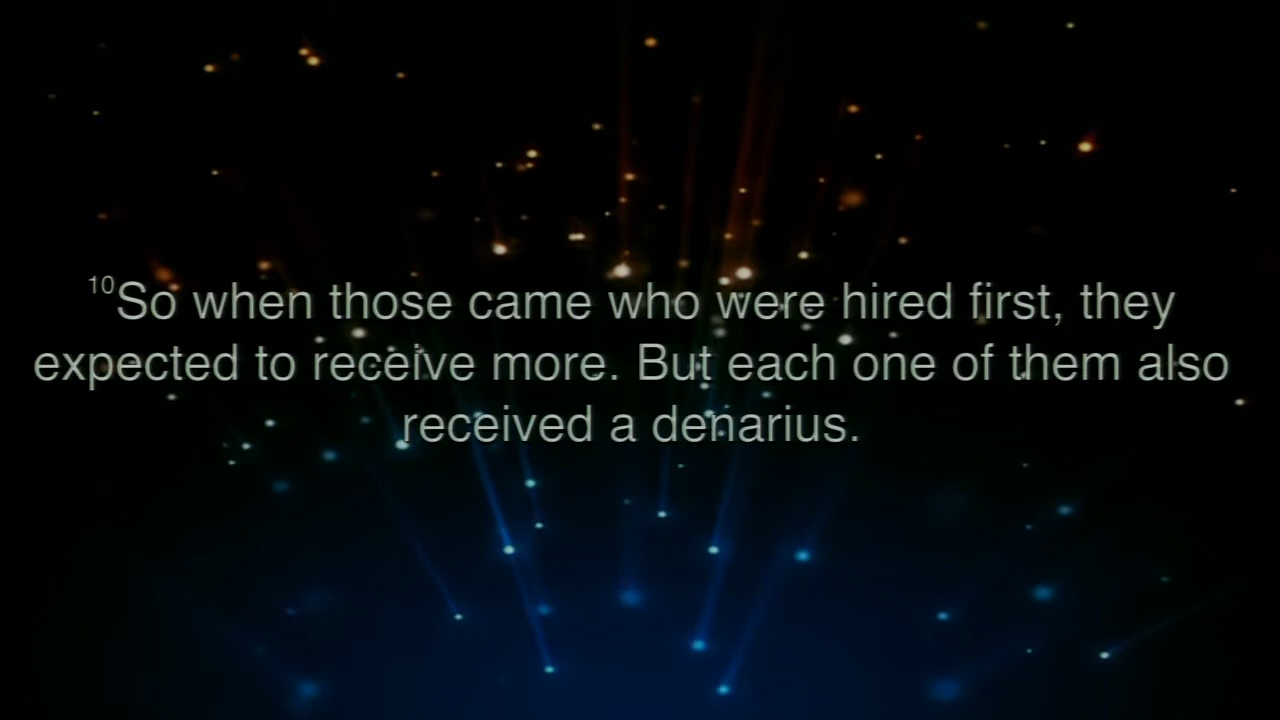 10So when those came who were hired first, they
expected to receive more. But each one of them also
received a denarius.